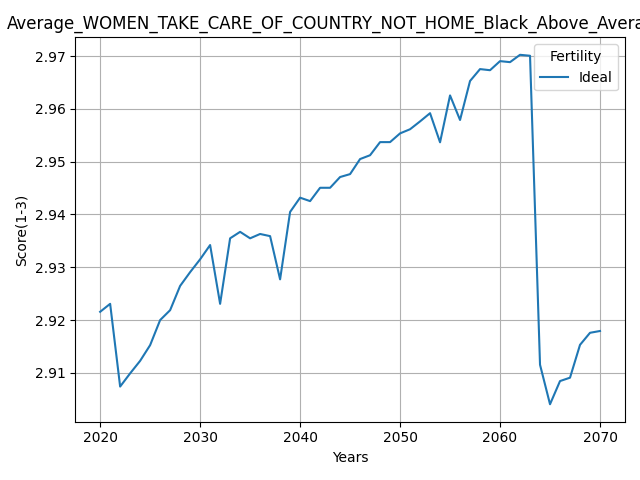 Average_WOMEN_TAKE_CARE_OF_COUNTRY_NOT_HOME_Black_Above_Avera
Fertility
Ideal
2.97
2.96
2.95
2.94
2.93
2.92
2.91
Score(1-3)
2020
2030
2040
2050
2060
2070
Years